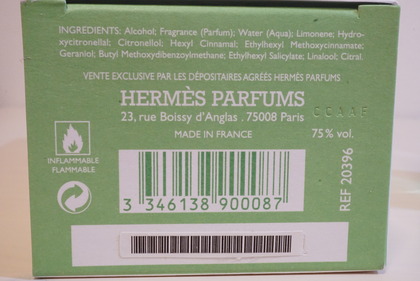 INGREDIENTS: Alcohol; Fragrance (Parfum); Water (Aqua); Limonene; Hydro-
xycitronellal; Citronellol; Hexyl Cinnamal; Ethylhexyl Methoxycinnamate;
Geraniol; Butyl Methoxydibenzoylmethane; Ethylhexyl Salicylate; Linalool; Citral.
VENTE EXCLUSIVE PAR LES DÉPOSITAIRES AGRÉÉS HERMÈS PARFUMS
HERMÈS PARFUMS
CCAAF
23, rue Boissy d'Anglas . 75008 Paris
MADE IN FRANCE
75% vol.
INFLAMMABLE
FLAMMABLE
3 346138 900087
REF 20396